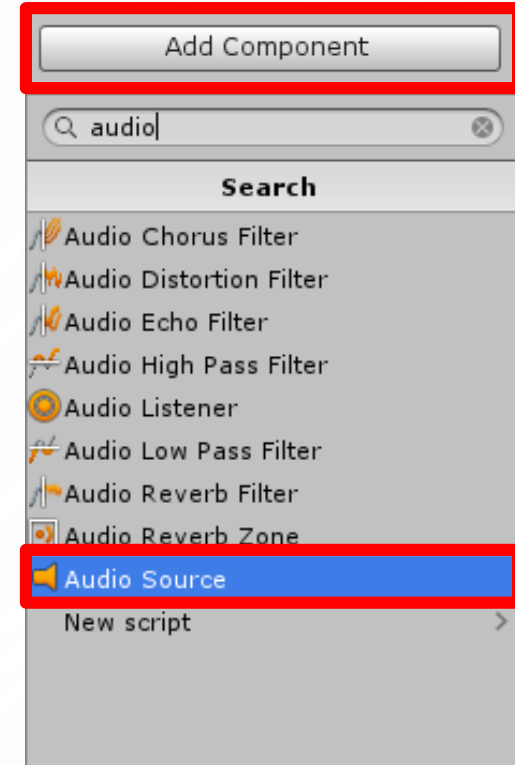 Add Component
audio
Search
Audio Chorus Filter
Audio Distortion Filter
Audio Echo Filter
Audio High Pass Filter
Audio Listener
Audio Low Pass Filter
Audio Reverb Filter
Audio Reverb Zone
Audio Source
New script